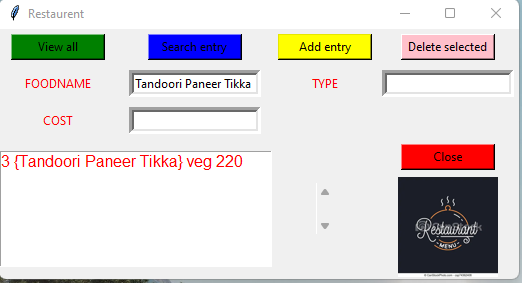 Restaurent
View all Search entry Add entry Delete selected
FOODNAME Tandoori Paneer Tikka TYPE
COST
Close
3 {Tandoori Paneer Tikka} veg 220
Restaurant
MENU